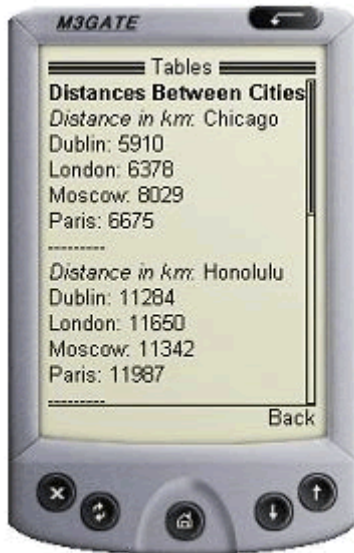 M3GATE
Tables
Distances Between Cities
Distance in km: Chicago
Dublin: 5910
London: 6378
Moscow: 8029
Paris: 6675
---------
Distance in km: Honolulu
Dublin: 11284
London: 11650
Moscow: 11342
Paris: 11987
---------
Back